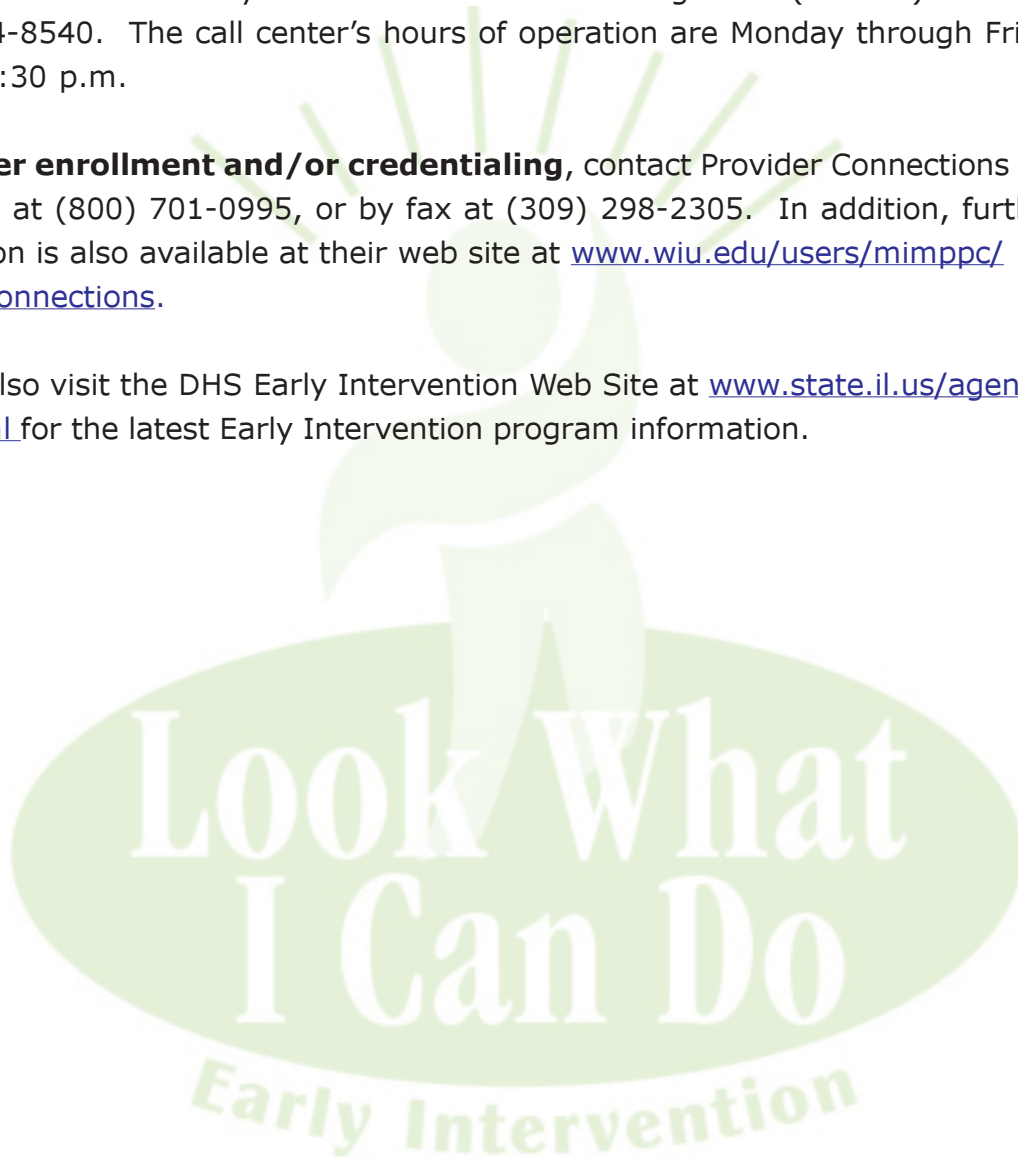 4-8540. The call center’s hours of operation are Monday through Fri
:30 p.m.
er enrollment and/or credentialing, contact Provider Connections
at (800) 701-0995, or by fax at (309) 298-2305. In addition, furt
on is also available at their web site at www.wiu.edu/users/mimppc/
onnections.
lso visit the DHS Early Intervention Web Site at www.state.il.us/agen
l for the latest Early Intervention program information.
Look What
I Can Do
Early Intervention